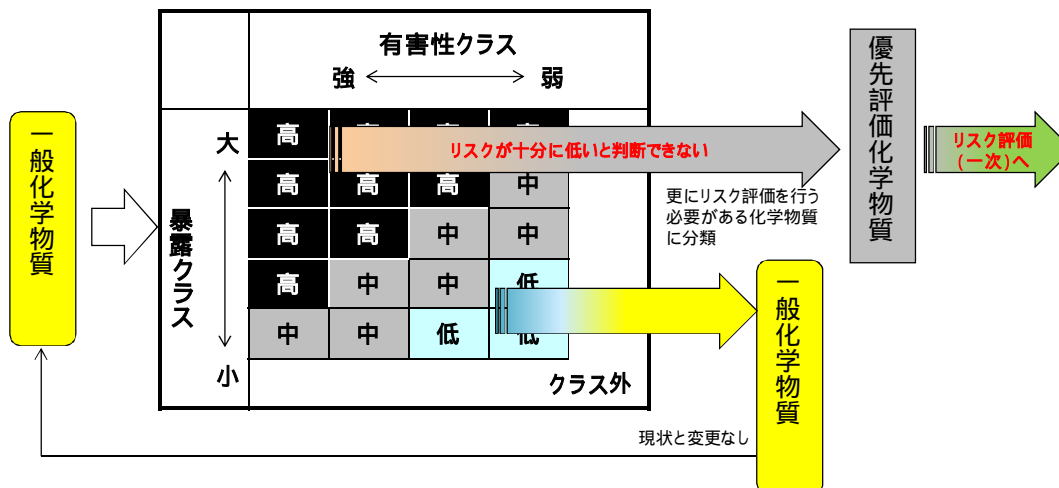 一般化学物質
有害性クラス
強 弱
暴露クラス
大
小
高
高 高 高 中
高 高 中 中
高 中 中 低
中 中 低 低
クラス外
リスクが十分に低いと判断できない
更にリスク評価を行う
必要がある化学物質
に分類
優先評価化学物質
リスク評価
(一次)へ
一般化学物質
現状と変更なし